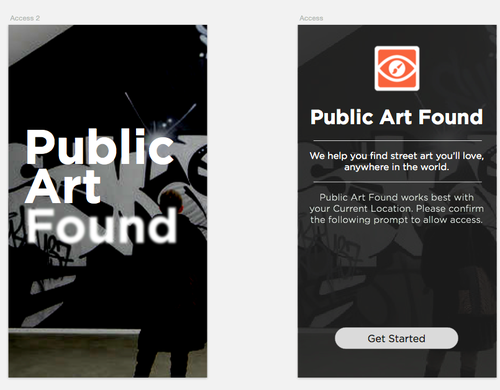 Access 2
Access
Public
Art
Found
Public Art Found
We help you find street art you'll love,
anywhere in the world.
Public Art Found works best with
your Current Location. Please confirm
the following prompt to allow access.
Get Started